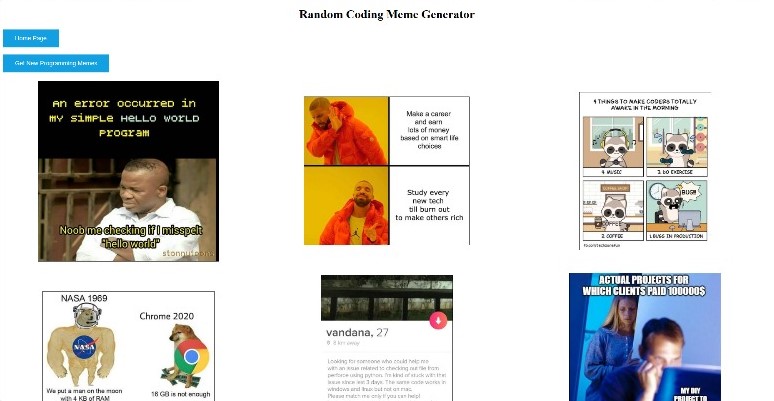 Random Coding Meme Generator
Home Page
Get New Programming Memes
An error occurred in
my simple HELLO WORLD
program
Noob me checking if I misspelt
"hello world"
Make a career
and earn
lots of money
based on smart life
choices
Study every
new tech
till burn out
to make others rich
4 THINGS TO MAKE CODERS TOTALLY
AWAKE IN THE MORNING
4. MUSIC
3. DO EXERCISE
2. COFFEE
BUG!!
1.BUGS IN PRODUCTION
NASA 1969
NASA
Chrome 2020
We put a man on the moon
with 4 KB of RAM
16 GB is not enough
vandana, 27
6 km away
Looking for someone who could help me
with an issue related to checking out file from
perforce using python. I'm kind of stuck with that
issue since last 3 days. The same code works in
windows and linux but not on mac.
Please match me only if you can help!
ACTUAL PROJECTS FOR
WHICH CLIENTS PAID 100000$
MY DIY
PROJECT TO